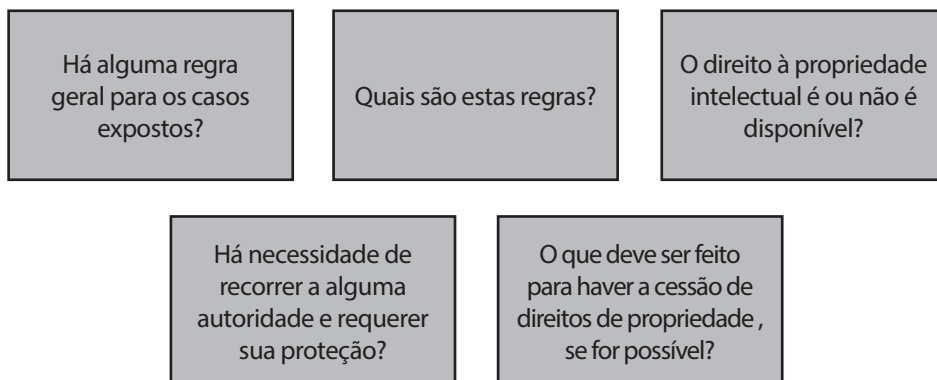 Há alguma regra
geral para os casos
expostos?
Quais são estas regras?
O direito à propriedade
intelectual é ou não é
disponível?
Há necessidade de
recorrer a alguma
autoridade e requerer
sua proteção?
O que deve ser feito
para haver a cessão de
direitos de propriedade ,
se for possível?